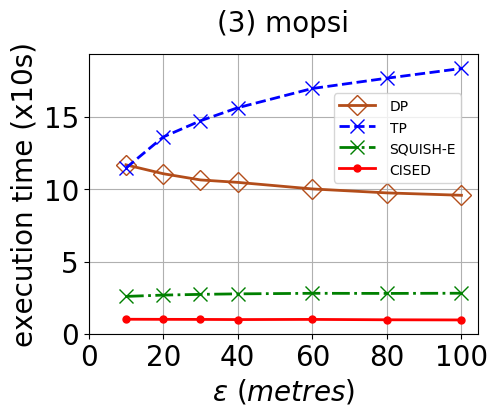 (3) mopsi
execution time (x10s)
15
10
5
0
DP
TP
SQUISH-E
CISED
0 20 40 60 80 100
ε (metres)